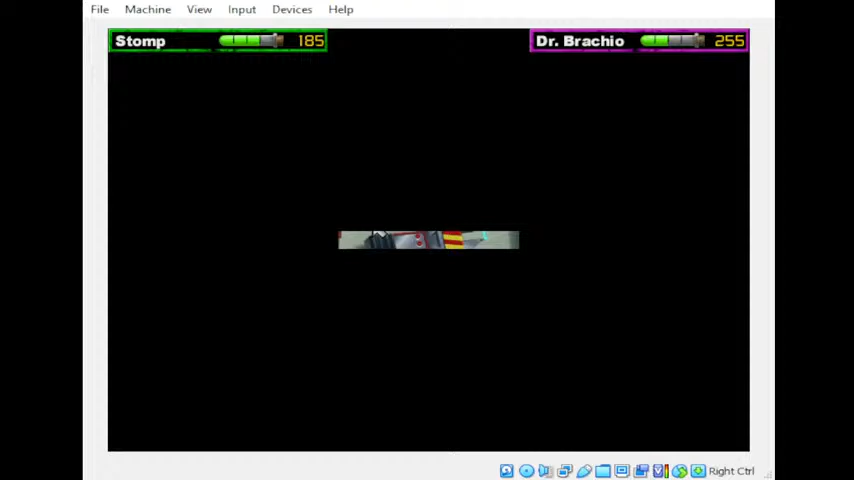 File Machine View Input Devices Help
Stomp 185 Dr. Brachio 255
Right Ctrl